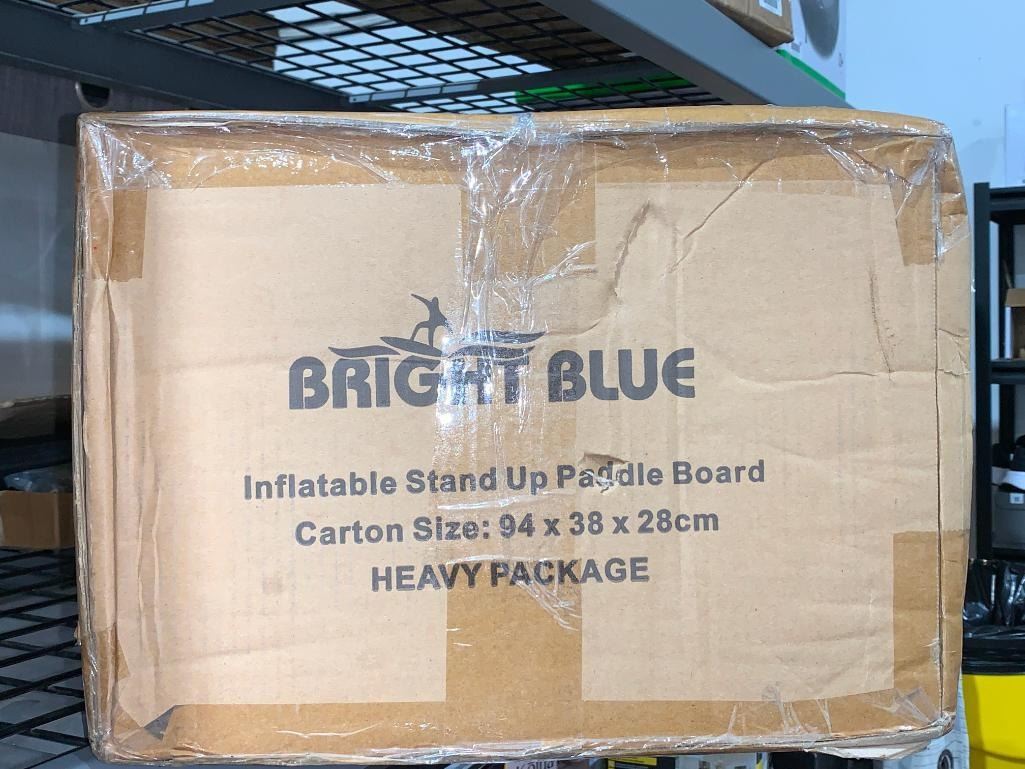 BRIGHT BLUE
Inflatable Stand Up Paddle Board
Carton Size: 94 x 38 x 28cm
HEAVY PACKAGE